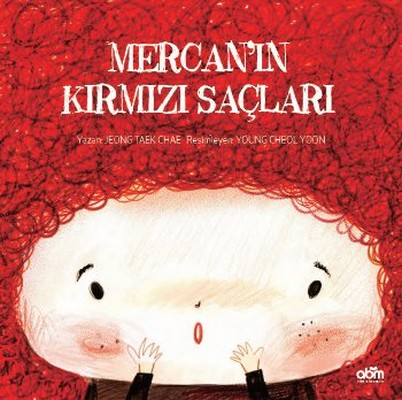 MERCAN'IN
KIRMIZI SAÇLARI
Yazan: JEONG TAEK CHAE Resimleyen: YOUNG CHEOL YOON
abm